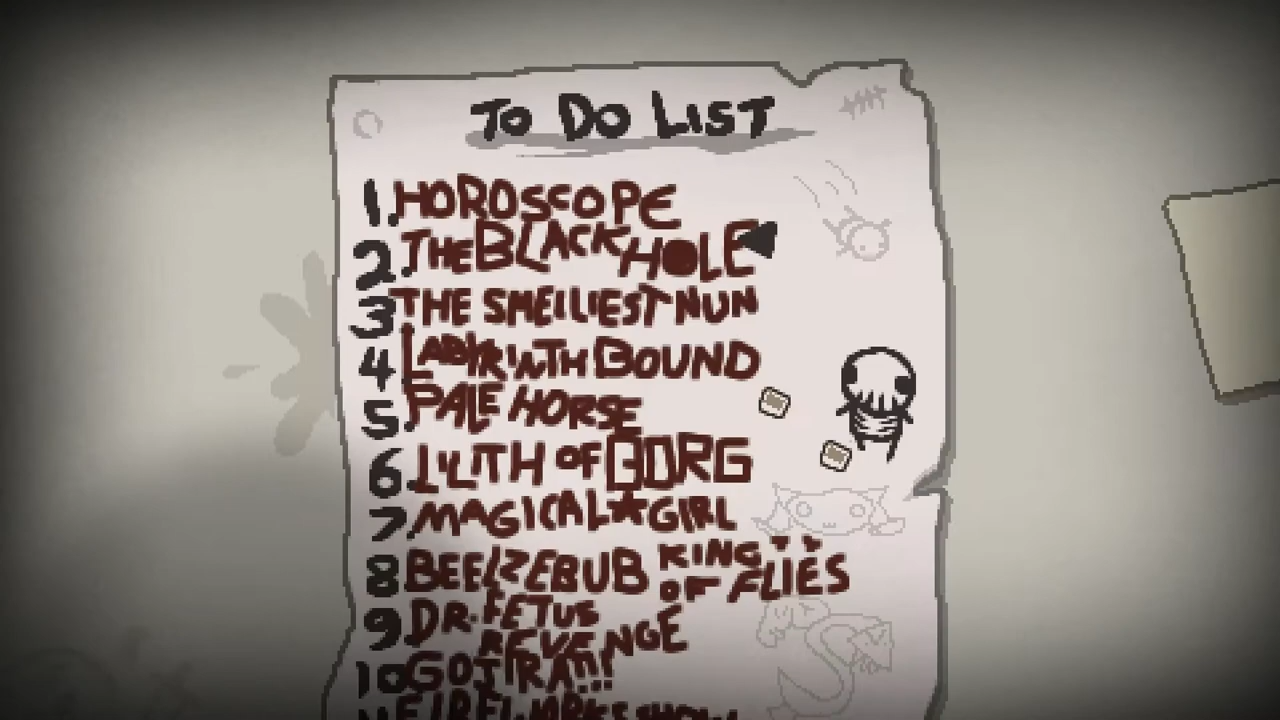 TO DO LIST
1. HOROSCOPE
2. THE BLACK HOLE
3 THE SMELLIEST NUN
4 LABYRINTH BOUND
5. PALE HORSE
6. LILITH OF BORG
7. MAGICAL★GIRL
8 BEELZEBUB KING OF FLIES
9. DR. FETUS REVENGE
10 GOJIRA!!!